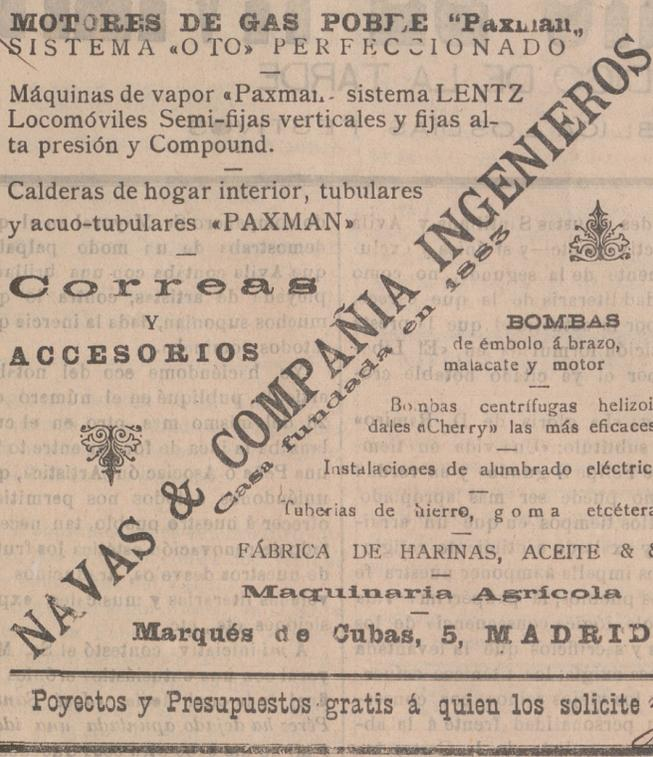 MOTORES DE GAS POBRE "Paxman„
SISTEMA «OTO» PERFECCIONADO
Máquinas de vapor «Paxman- sistema LENTZ
Locomóviles Semi-fijas verticales y fijas al-
ta presión y Compound.
Calderas de hogar interior, tubulares
y acuo-tubulares «PAXMAN»
Correas
Y
ACCESORIOS
NAVAS & COMPAÑIA INGENIEROS
Casa fundada en 1883
BOMBAS
de émbolo á brazo,
malacate y motor
Bombas centrífugas helizoi
dales «Cherry» las más eficaces
Instalaciones de alumbrado eléctric
Tuberias de hierro, goma etcétera
FÁBRICA DE HARINAS, ACEITE & &
Maquinaria Agrícola
Marqués de Cubas, 5, MADRID
Poyectos y Presupuestos gratis á quien los solicite